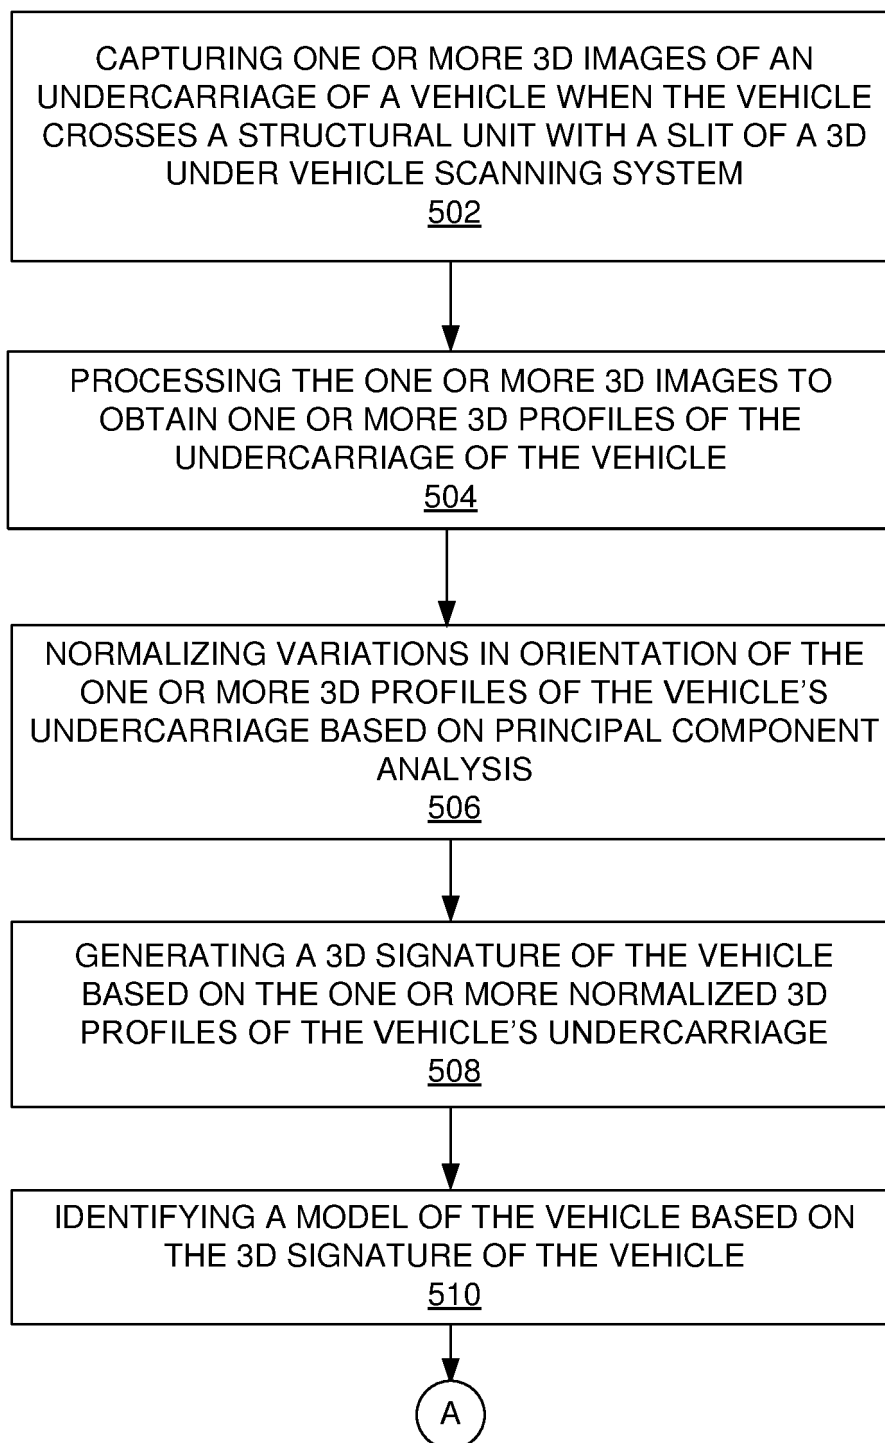 CAPTURING ONE OR MORE 3D IMAGES OF AN
UNDERCARRIAGE OF A VEHICLE WHEN THE VEHICLE
CROSSES A STRUCTURAL UNIT WITH A SLIT OF A 3D
UNDER VEHICLE SCANNING SYSTEM
502
PROCESSING THE ONE OR MORE 3D IMAGES TO
OBTAIN ONE OR MORE 3D PROFILES OF THE
UNDERCARRIAGE OF THE VEHICLE
504
NORMALIZING VARIATIONS IN ORIENTATION OF THE
ONE OR MORE 3D PROFILES OF THE VEHICLE'S
UNDERCARRIAGE BASED ON PRINCIPAL COMPONENT
ANALYSIS
506
GENERATING A 3D SIGNATURE OF THE VEHICLE
BASED ON THE ONE OR MORE NORMALIZED 3D
PROFILES OF THE VEHICLE'S UNDERCARRIAGE
508
IDENTIFYING A MODEL OF THE VEHICLE BASED ON
THE 3D SIGNATURE OF THE VEHICLE
510
A